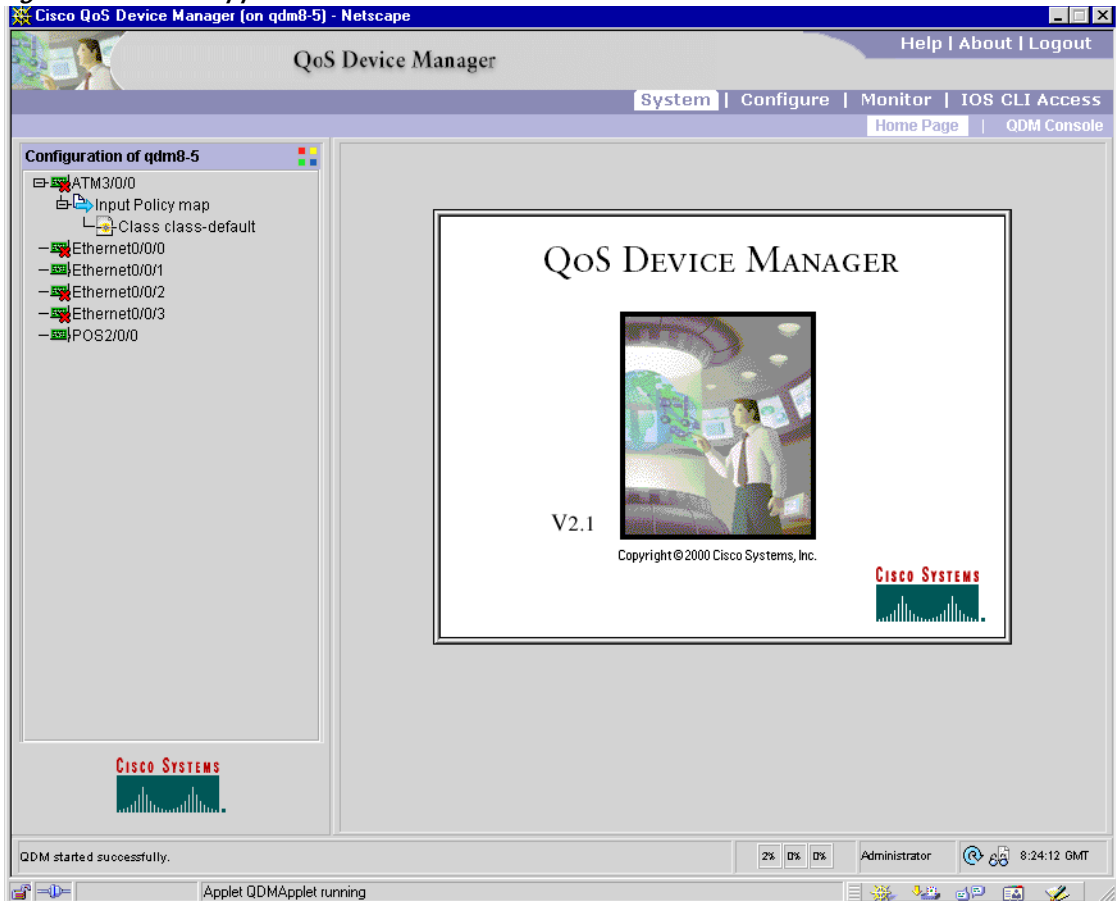 Cisco QoS Device Manager (on qdm8-5) - Netscape
QoS Device Manager
Help | About | Logout
System | Configure | Monitor | IOS CLI Access
Home Page | QDM Console
Configuration of qdm8-5
ATM3/0/0
Input Policy map
Class class-default
Ethernet0/0/0
Ethernet0/0/1
Ethernet0/0/2
Ethernet0/0/3
POS2/0/0
QOS DEVICE MANAGER
V2.1
Copyright © 2000 Cisco Systems, Inc.
CISCO SYSTEMS
CISCO SYSTEMS
QDM started successfully.
2% 0% 0%
Administrator
8:24:12 GMT
Applet QDMApplet running